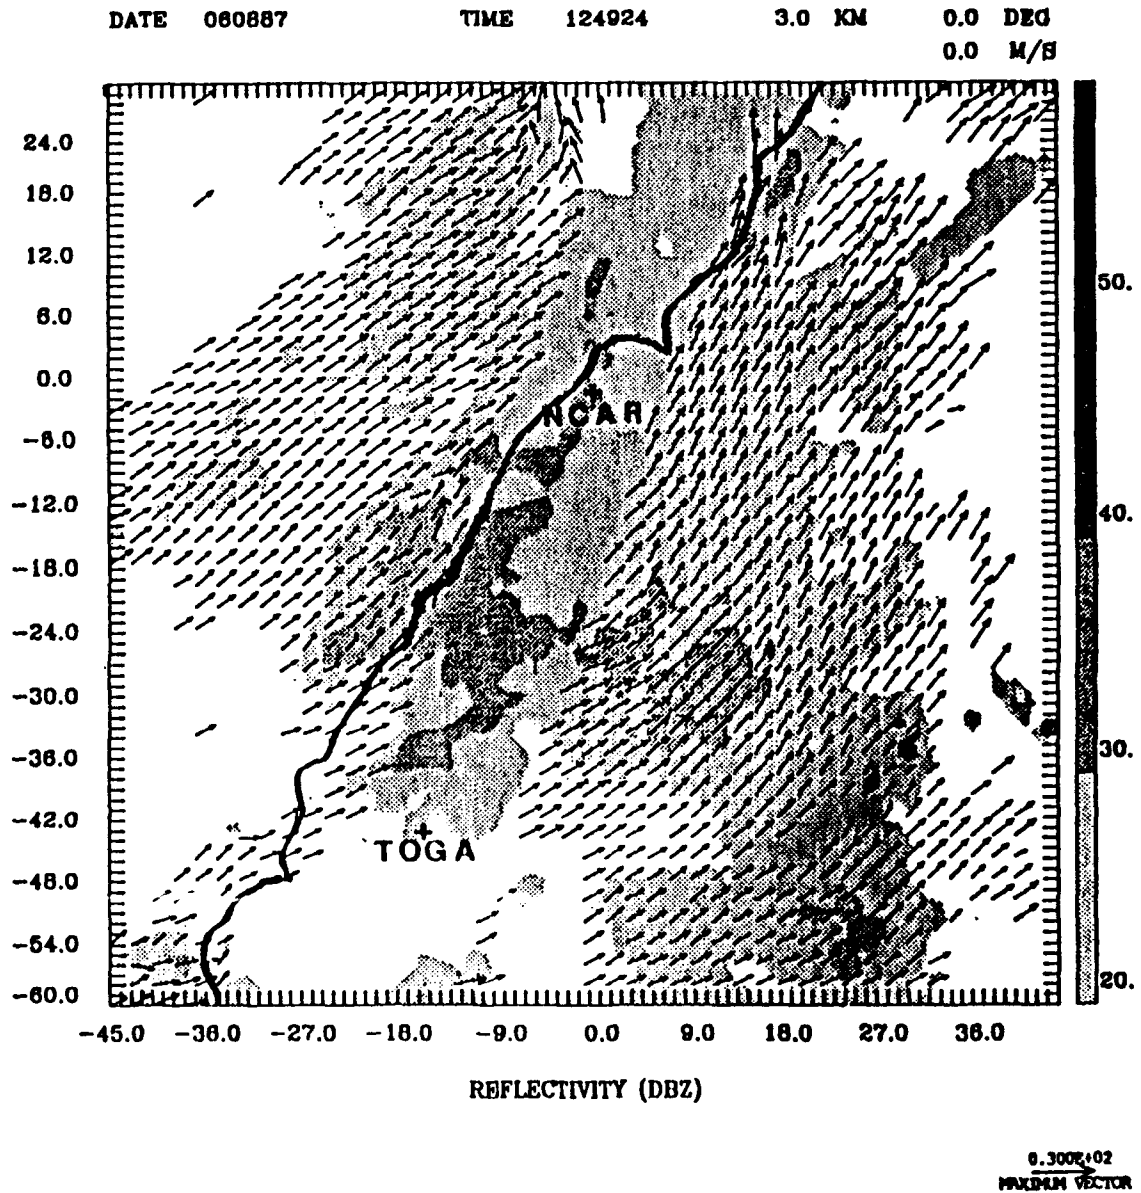 DATE 060887 TIME 124924 3.0 KM 0.0 DEG
0.0 M/S
24.0
18.0
12.0
6.0
0.0
-6.0
-12.0
-18.0
-24.0
-30.0
-36.0
-42.0
-48.0
-54.0
-60.0
NCAR
TOGA
50.
40.
30.
20.
-45.0 -36.0 -27.0 -18.0 -9.0 0.0 9.0 18.0 27.0 36.0
REFLECTIVITY (DBZ)
0.300E+02
MAXIMUM VECTOR